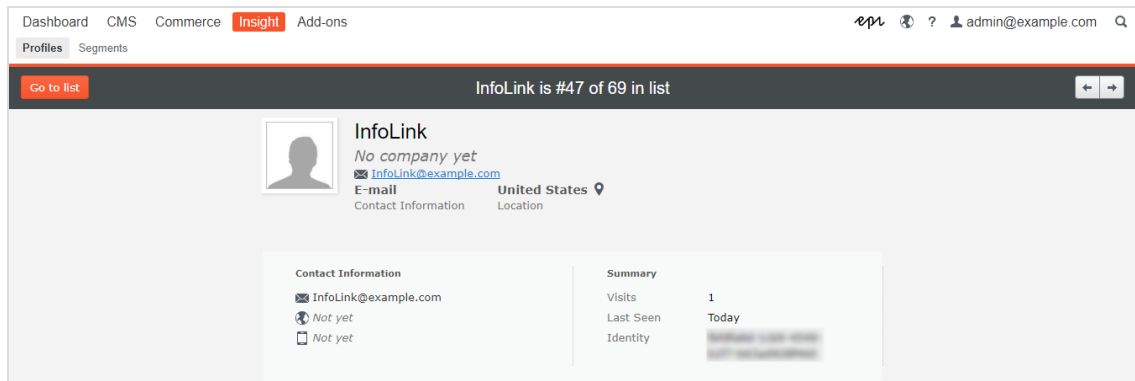 Dashboard CMS Commerce Insight Add-ons epi ? admin@example.com
Profiles Segments
Go to list InfoLink is #47 of 69 in list
InfoLink
No company yet
InfoLink@example.com
E-mail United States
Contact Information Location
Contact Information Summary
InfoLink@example.com Visits 1
Not yet Last Seen Today
Not yet Identity